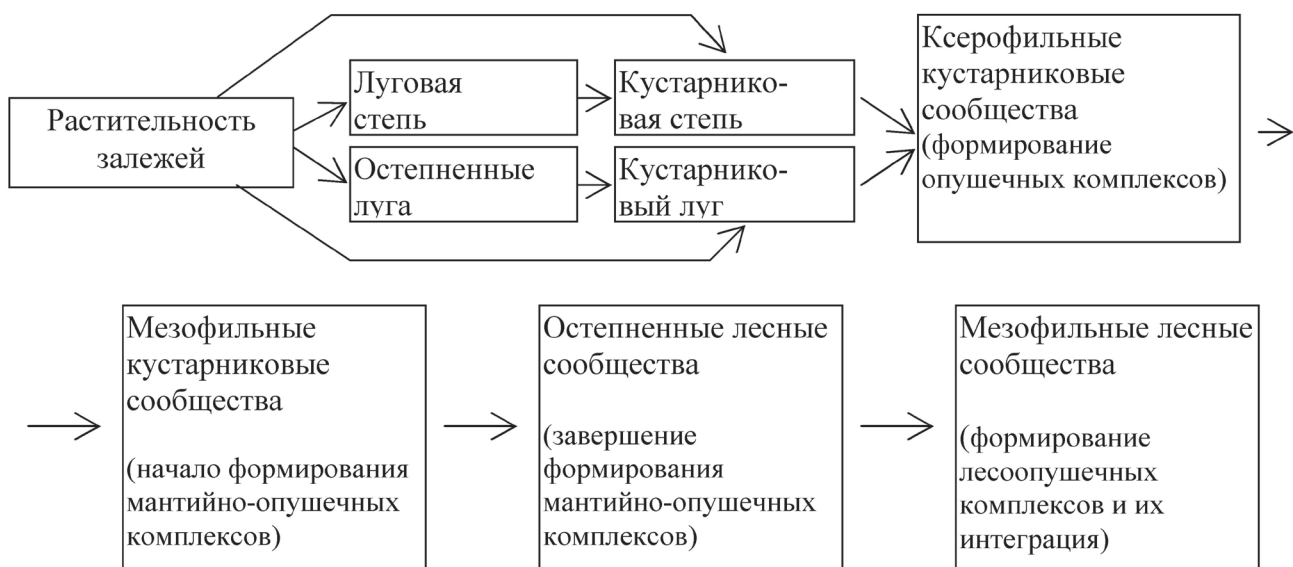 Растительность
залежей
Луговая
степь
Остепненные
луга
Кустарнико-
вая степь
Кустарнико-
вый луг
Ксерофильные
кустарниковые
сообщества
(формирование
опушечных комплексов)
Мезофильные
кустарниковые
сообщества
(начало формирования
мантийно-опушечных
комплексов)
Остепненные лесные
сообщества
(завершение
формирования
мантийно-опушечных
комплексов)
Мезофильные лесные
сообщества
(формирование
лесоопушечных
комплексов и их
интеграция)